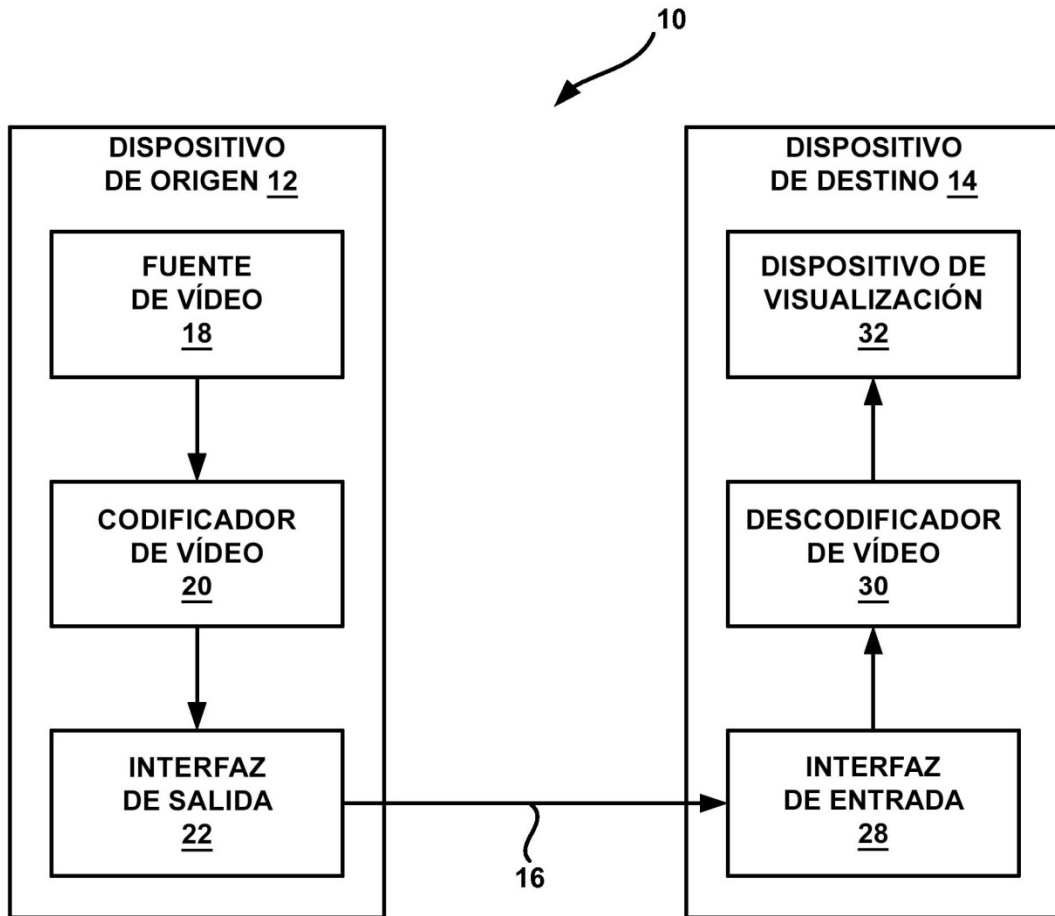 10
DISPOSITIVO
DE ORIGEN 12
FUENTE
DE VÍDEO
18
CODIFICADOR
DE VÍDEO
20
INTERFAZ
DE SALIDA
22
16
DISPOSITIVO
DE DESTINO 14
DISPOSITIVO DE
VISUALIZACIÓN
32
DESCODIFICADOR
DE VÍDEO
30
INTERFAZ
DE ENTRADA
28